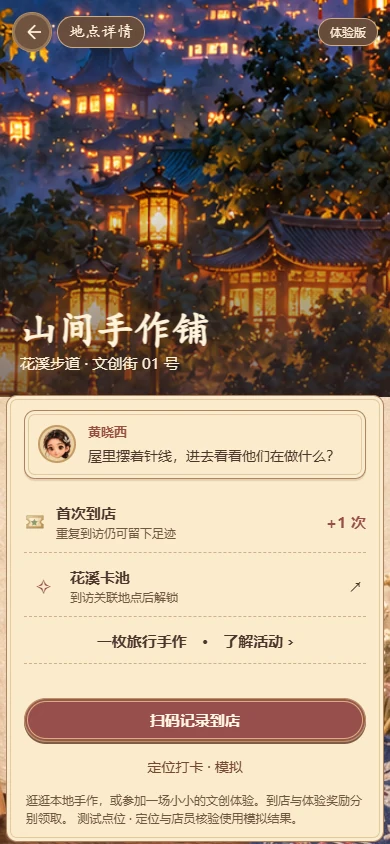 地点详情
体验版
山间手作铺
花溪步道 · 文创街 01 号
黄晓西
屋里摆着针线，进去看看他们在做什么？
首次到店
+1 次
重复到访仍可留下足迹
花溪卡池
到访关联地点后解锁
一枚旅行手作 • 了解活动 ›
扫码记录到店
定位打卡 · 模拟
逛逛本地手作，或参加一场小小的文创体验。到店与体验奖励分
别领取。 测试点位 · 定位与店员核验使用模拟结果。